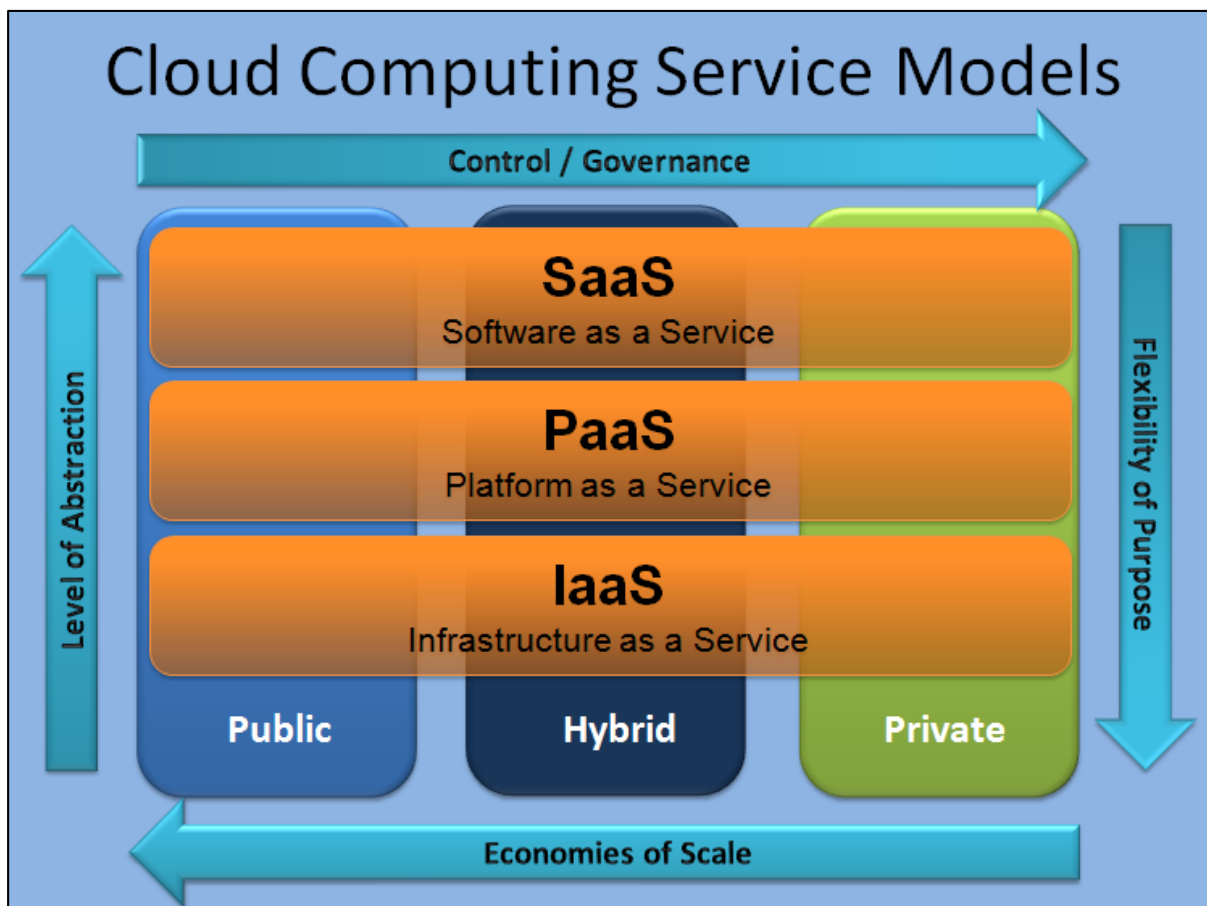 Cloud Computing Service Models
Control / Governance
Level of Abstraction
SaaS
Software as a Service
PaaS
Platform as a Service
IaaS
Infrastructure as a Service
Flexibility of Purpose
Public
Hybrid
Private
Economies of Scale